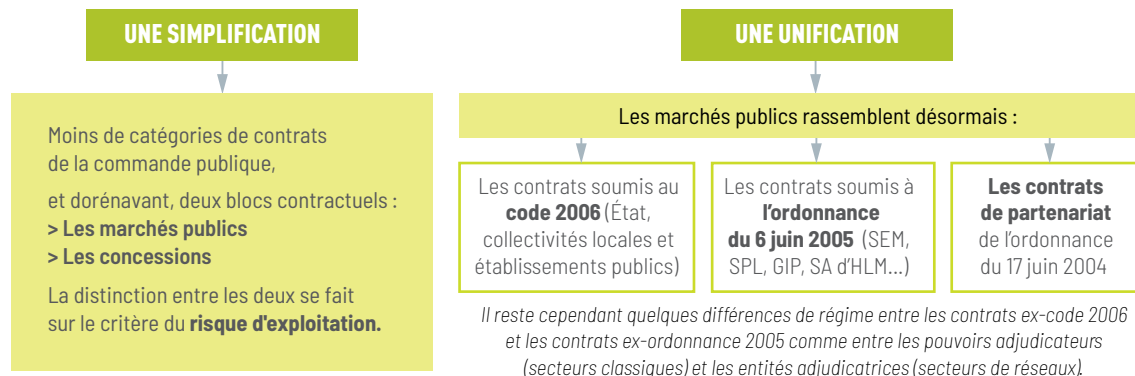 UNE SIMPLIFICATION
Moins de catégories de contrats
de la commande publique,
et dorénavant, deux blocs contractuels :
> Les marchés publics
> Les concessions
La distinction entre les deux se fait
sur le critère du risque d'exploitation.
UNE UNIFICATION
Les marchés publics rassemblent désormais :
Les contrats soumis au
code 2006 (État,
collectivités locales et
établissements publics)
Les contrats soumis à
l'ordonnance
du 6 juin 2005 (SEM,
SPL, GIP, SA d'HLM...)
Les contrats
de partenariat
de l'ordonnance
du 17 juin 2004
Il reste cependant quelques différences de régime entre les contrats ex-code 2006
et les contrats ex-ordonnance 2005 comme entre les pouvoirs adjudicateurs
(secteurs classiques) et les entités adjudicatrices (secteurs de réseaux).